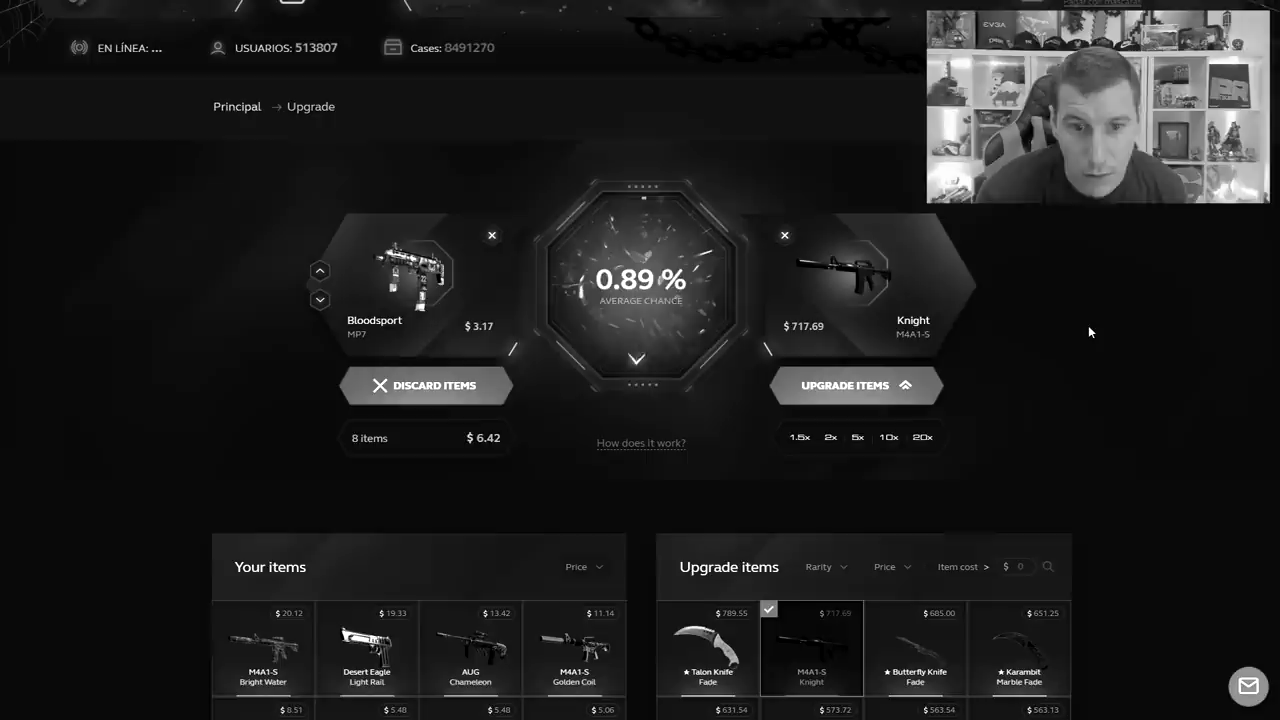 EN LÍNEA: ...
USUARIOS: 513807
Cases: 8491270
EVGA
Principal → Upgrade
0.89 %
AVERAGE CHANCE
Bloodsport
MP7
$ 3.17
$ 717.69
Knight
M4A1-S
DISCARD ITEMS
UPGRADE ITEMS
8 items
$ 6.42
How does it work?
1.5x 2x 5x 10x 20x
Your items
Price
Upgrade items
Rarity
Price
Item cost >
$ 0
$ 20.12
$ 19.33
$ 13.42
$ 11.14
M4A1-S
Bright Water
Desert Eagle
Light Rail
AUG
Chameleon
M4A1-S
Golden Coil
$ 789.55
$ 717.69
$ 685.00
$ 651.25
★ Talon Knife
Fade
M4A1-S
Knight
★ Butterfly Knife
Fade
★ Karambit
Marble Fade
$ 8.51
$ 5.48
$ 5.48
$ 5.06
$ 631.54
$ 573.72
$ 563.54
$ 563.13